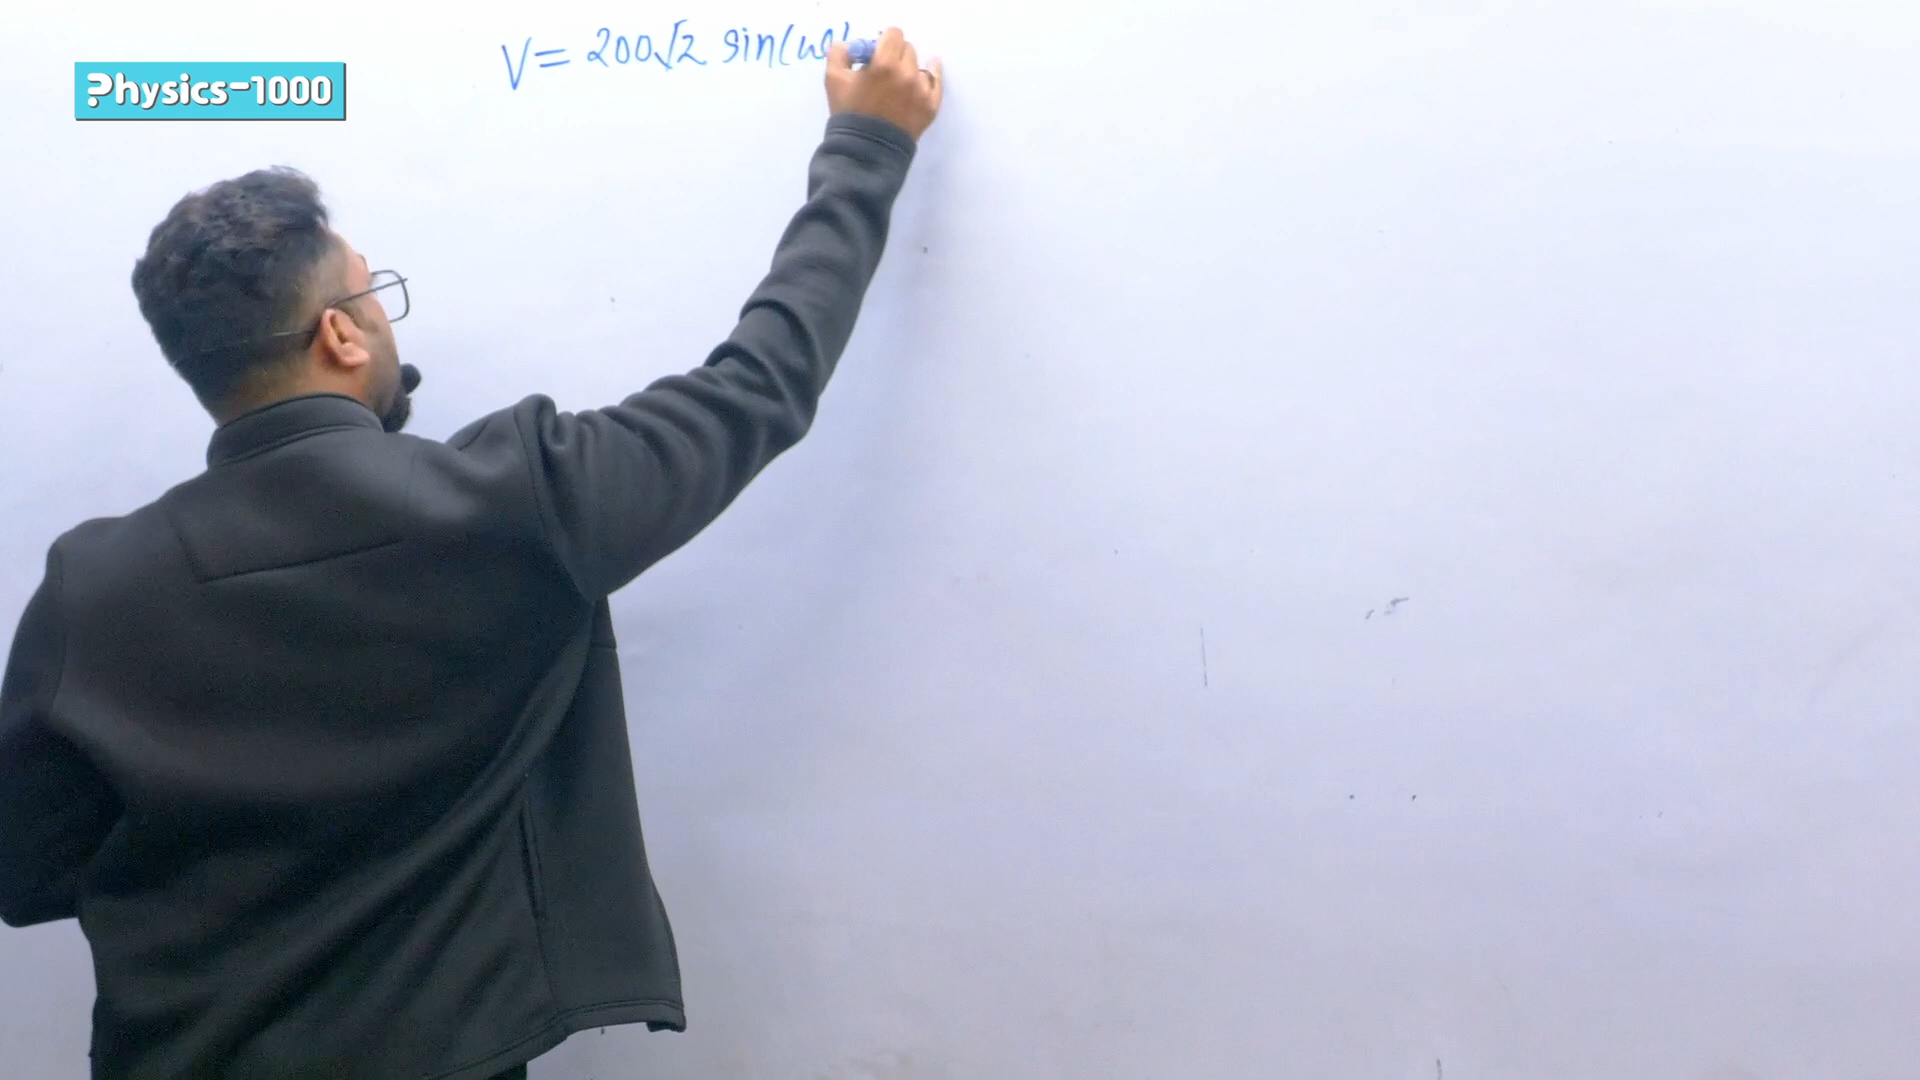 Physics-1000
V = 200√2 sin(